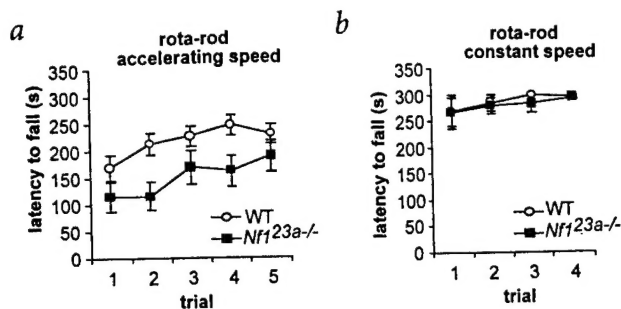 a
rota-rod
accelerating speed
latency to fall (s)
350
300
250
200
150
100
50
0
WT
Nf1 23a-/-
1 2 3 4 5
trial
b
rota-rod
constant speed
latency to fall (s)
350
300
250
200
150
100
50
0
WT
Nf1 23a-/-
1 2 3 4
trial